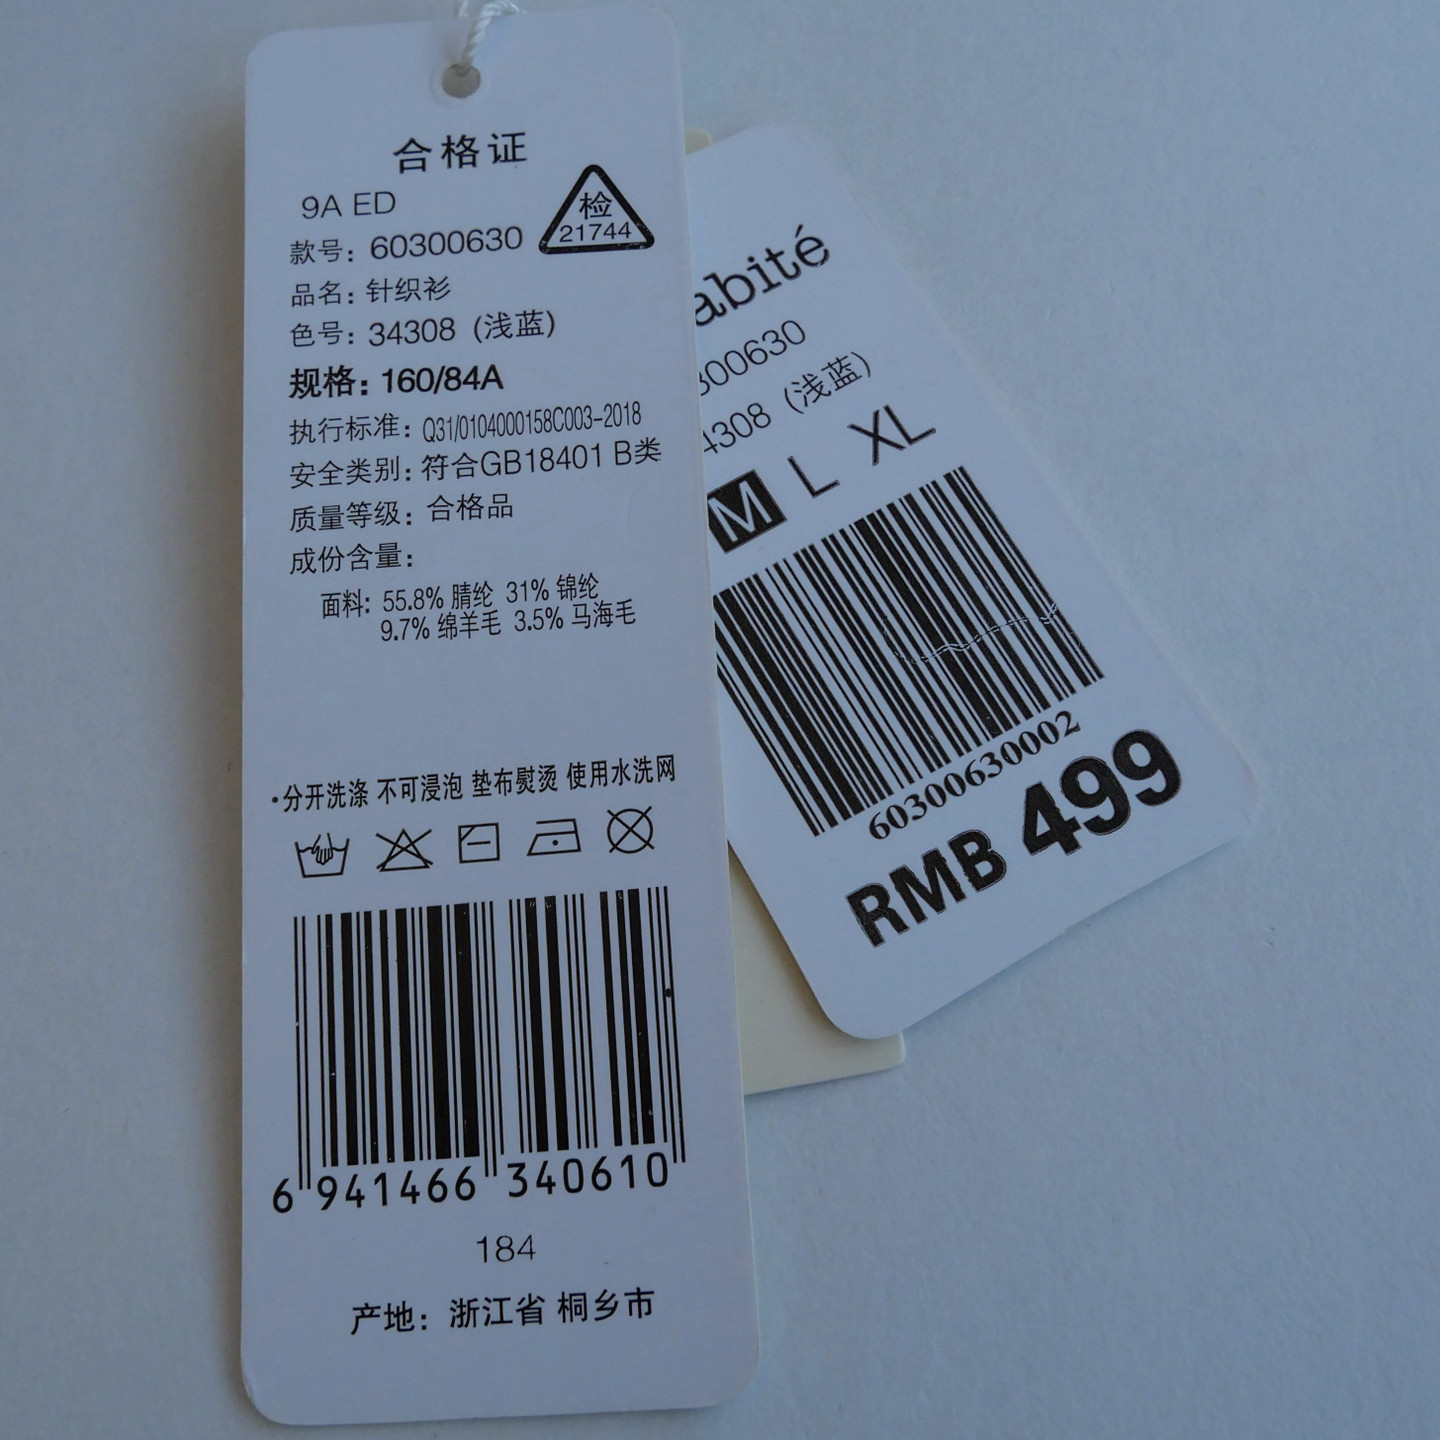 合格证
9A ED
检
21744
款号: 60300630
品名: 针织衫
色号: 34308 (浅蓝)
规格: 160/84A
执行标准: Q31/0104000158C003-2018
安全类别: 符合GB18401 B类
质量等级: 合格品
成份含量:
面料: 55.8% 腈纶 31% 锦纶
9.7% 绵羊毛 3.5% 马海毛
·分开洗涤 不可浸泡 垫布熨烫 使用水洗网
6 941466 340610
184
产地: 浙江省 桐乡市
abité
300630
4308 (浅蓝)
M L XL
60300630002
RMB 499